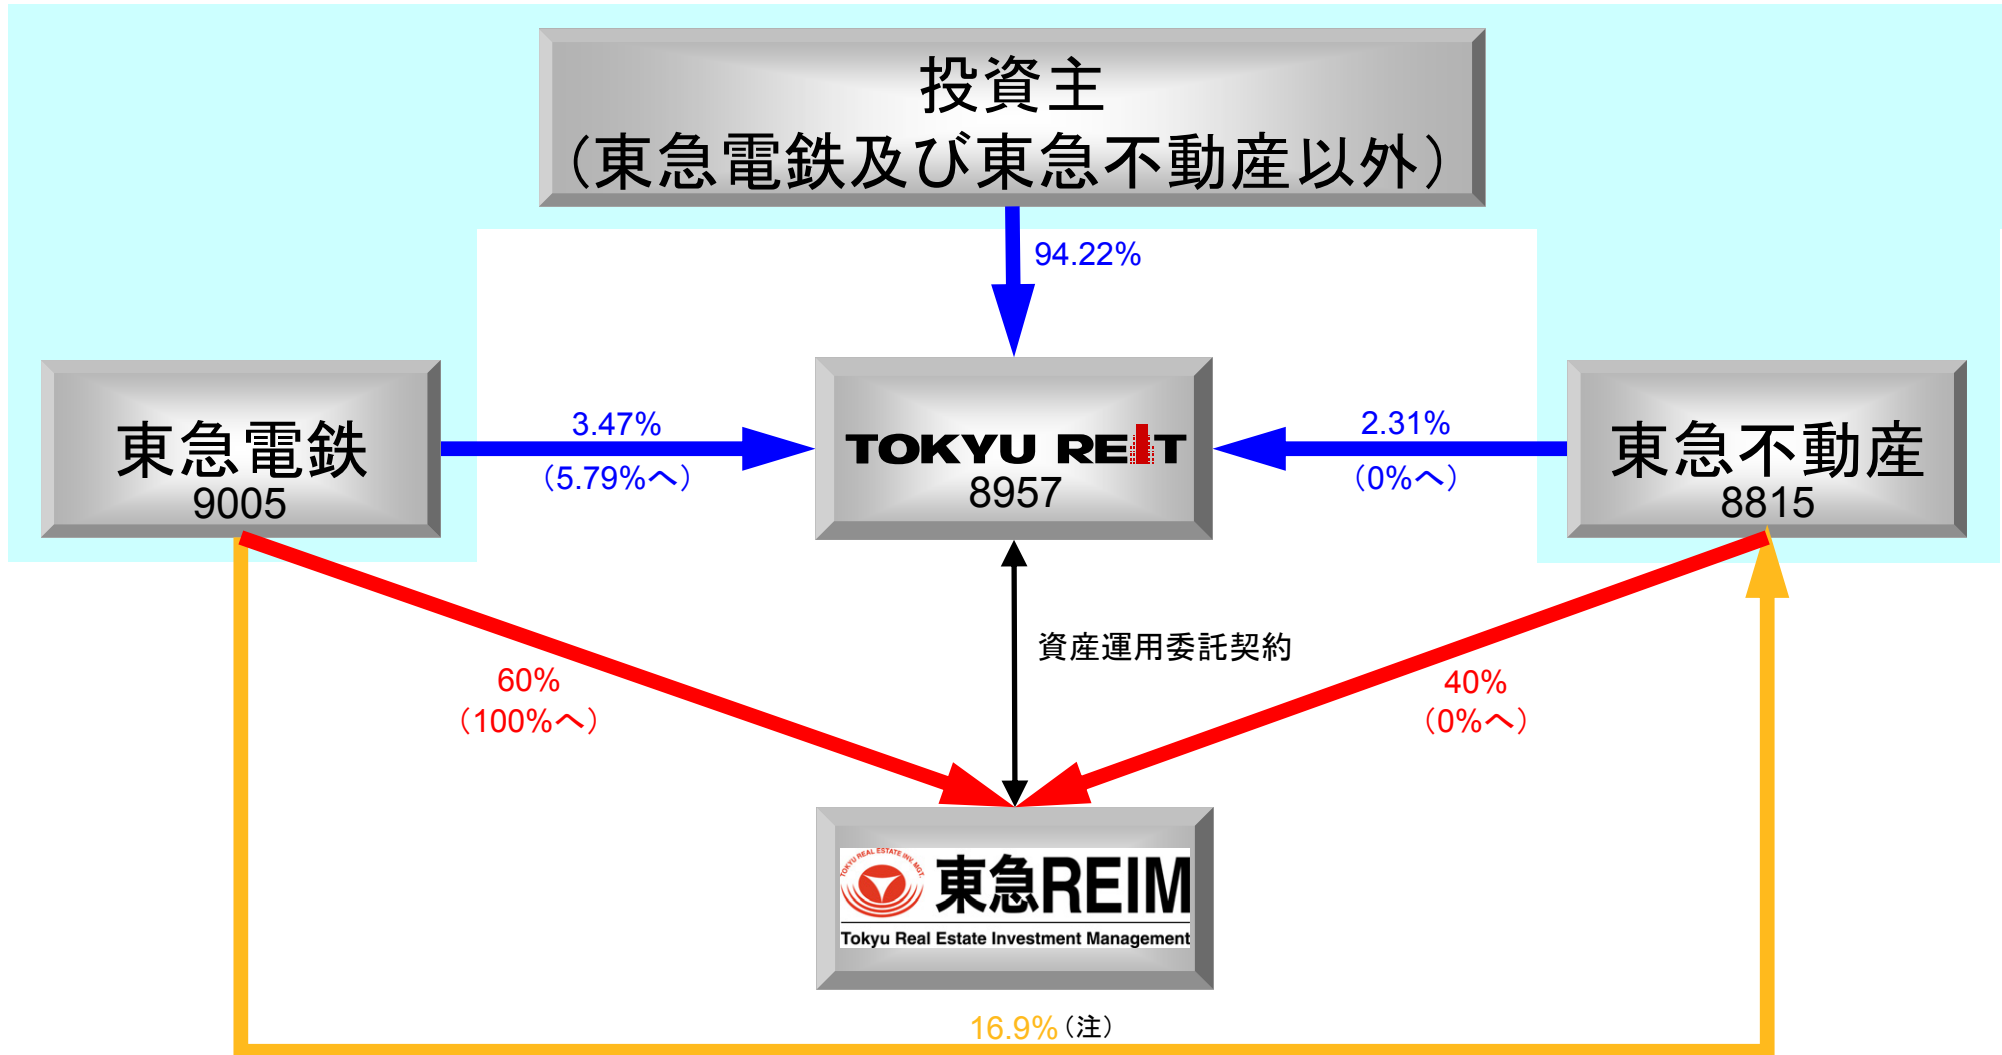 投資主
（東急電鉄及び東急不動産以外）
94.22%
東急電鉄
9005
3.47%
（5.79%へ）
TOKYU REIT
8957
2.31%
（0%へ）
東急不動産
8815
資産運用委託契約
60%
（100%へ）
40%
（0%へ）
TOKYU REAL ESTATE INV. MGT.
東急REIM
Tokyu Real Estate Investment Management
16.9%（注）